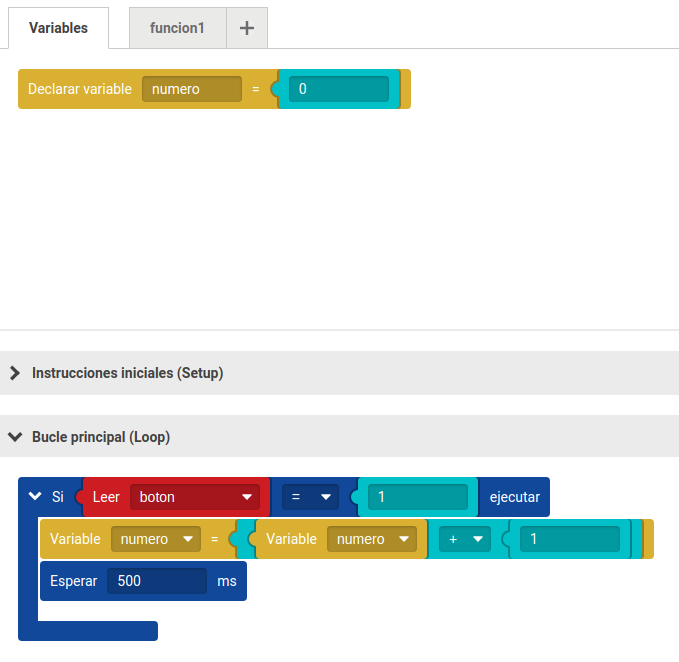 Variables funcion1 +
Declarar variable numero = 0
Instrucciones iniciales (Setup)
Bucle principal (Loop)
Si Leer boton = 1 ejecutar
Variable numero = Variable numero + 1
Esperar 500 ms